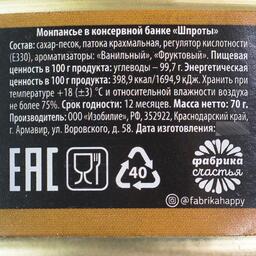 Монпансье в консервной банке «Шпроты»
Состав: сахар-песок, патока крахмальная, регулятор кислотности
(Е330), ароматизаторы: «Ванильный», «Фруктовый». Пищевая
ценность в 100 г продукта: углеводы – 99,7 г. Энергетическая
ценность в 100 г продукта: 398,9 ккал/1694,9 кДж. Хранить при
температуре +18 (±3) °С и относительной влажности воздуха
не более 75%. Срок годности: 12 месяцев. Масса нетто: 70 г.
Производитель: ООО «Изобилие», РФ, 352922, Краснодарский край,
г. Армавир, ул. Воровского, д. 58. Дата изготовления:
ЕАС
40
фабрика
счастья
@fabrikahappy